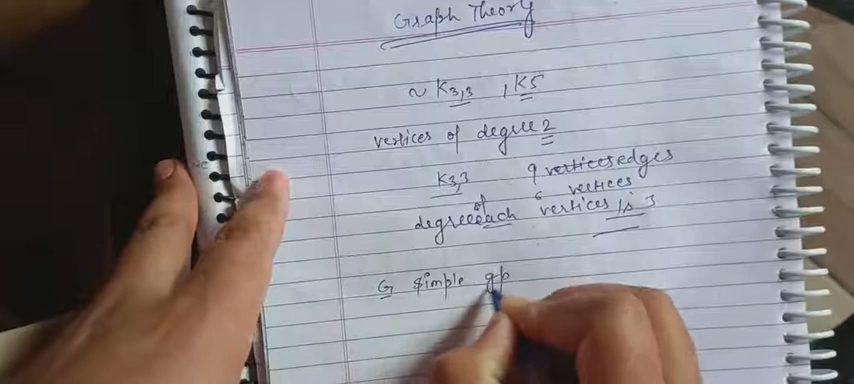 Graph Theory
~ K3,3 , K5
vertices of degree 2
K3,3 9 vertices edges
6 vertices
degree of each vertices is 3
G simple gp